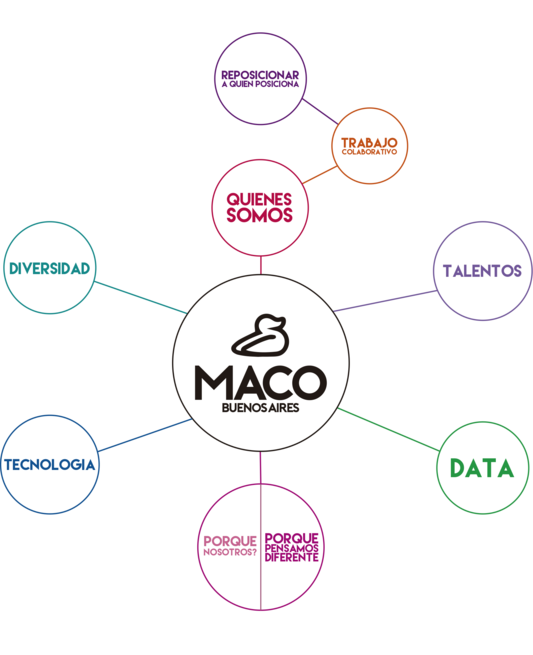 REPOSICIONAR
A QUIEN POSICIONA
TRABAJO
COLABORATIVO
QUIENES
SOMOS
DIVERSIDAD
TALENTOS
MACO
BUENOS AIRES
TECNOLOGIA
DATA
PORQUE
NOSOTROS?
PORQUE
PENSAMOS
DIFERENTE